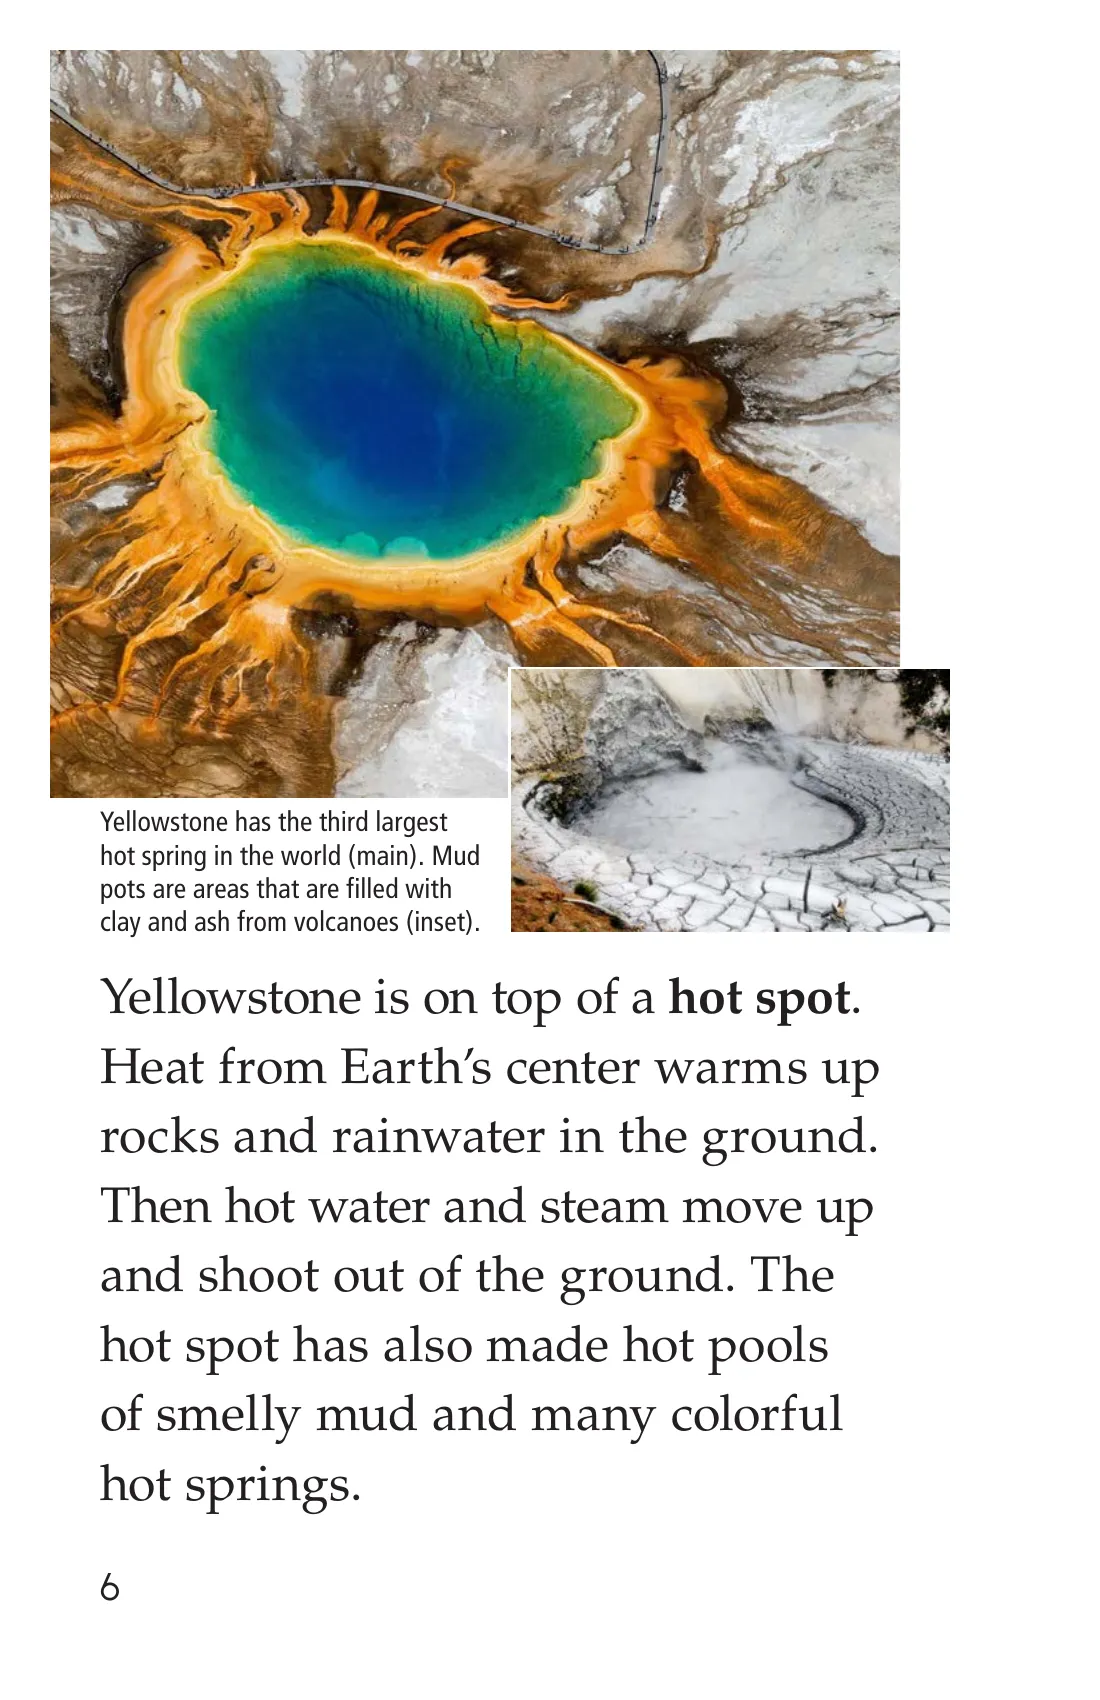 Yellowstone has the third largest
hot spring in the world (main). Mud
pots are areas that are filled with
clay and ash from volcanoes (inset).
Yellowstone is on top of a hot spot.
Heat from Earth’s center warms up
rocks and rainwater in the ground.
Then hot water and steam move up
and shoot out of the ground. The
hot spot has also made hot pools
of smelly mud and many colorful
hot springs.
6